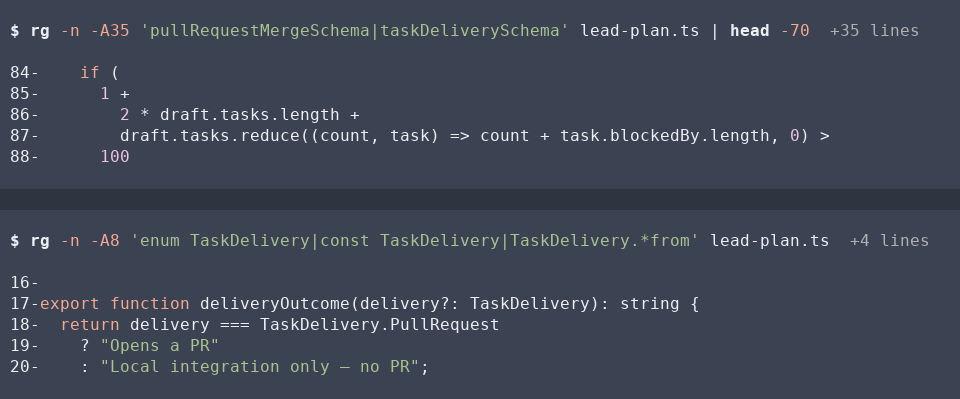 $ rg -n -A35 'pullRequestMergeSchema|taskDeliverySchema' lead-plan.ts | head -70  +35 lines
84-    if (
85-      1 +
86-        2 * draft.tasks.length +
87-        draft.tasks.reduce((count, task) => count + task.blockedBy.length, 0) >
88-      100
$ rg -n -A8 'enum TaskDelivery|const TaskDelivery|TaskDelivery.*from' lead-plan.ts  +4 lines
16-
17-export function deliveryOutcome(delivery?: TaskDelivery): string {
18-  return delivery === TaskDelivery.PullRequest
19-    ? "Opens a PR"
20-    : "Local integration only — no PR";